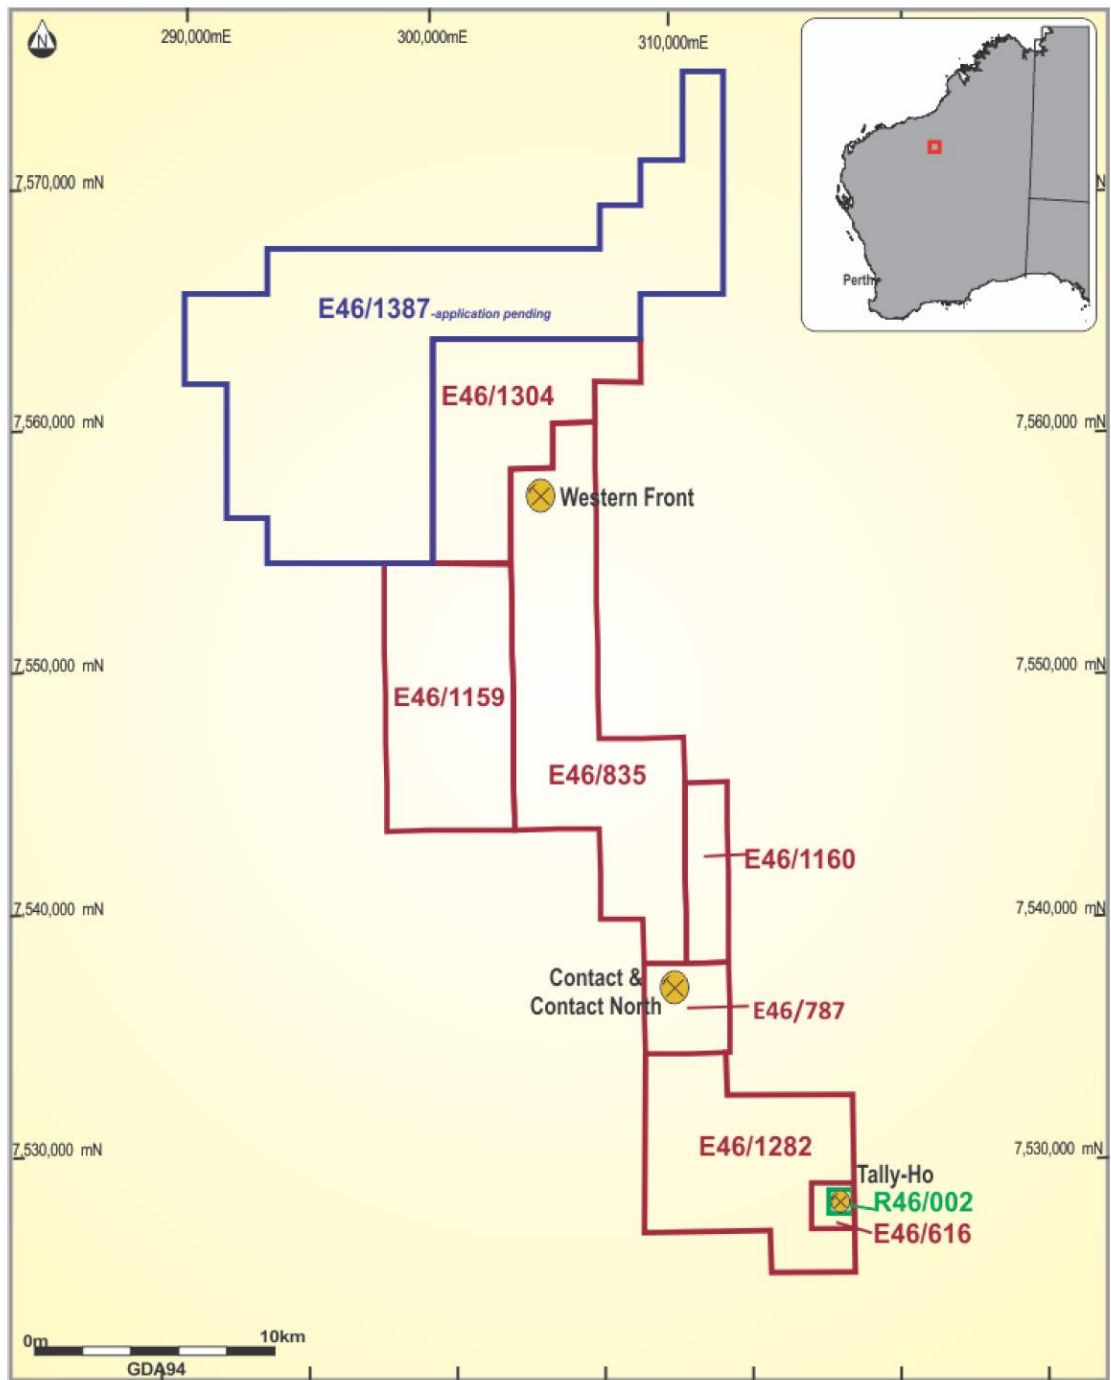 N
290,000mE
300,000mE
310,000mE
Perth
7,570,000 mN
N
E46/1387-application pending
E46/1304
7,560,000 mN
7,560,000 mN
Western Front
7,550,000 mN
7,550,000 mN
E46/1159
E46/835
E46/1160
7,540,000 mN
7,540,000 mN
Contact &
Contact North
E46/787
7,530,000 mN
7,530,000 mN
E46/1282
Tally-Ho
R46/002
E46/616
0m
10km
GDA94